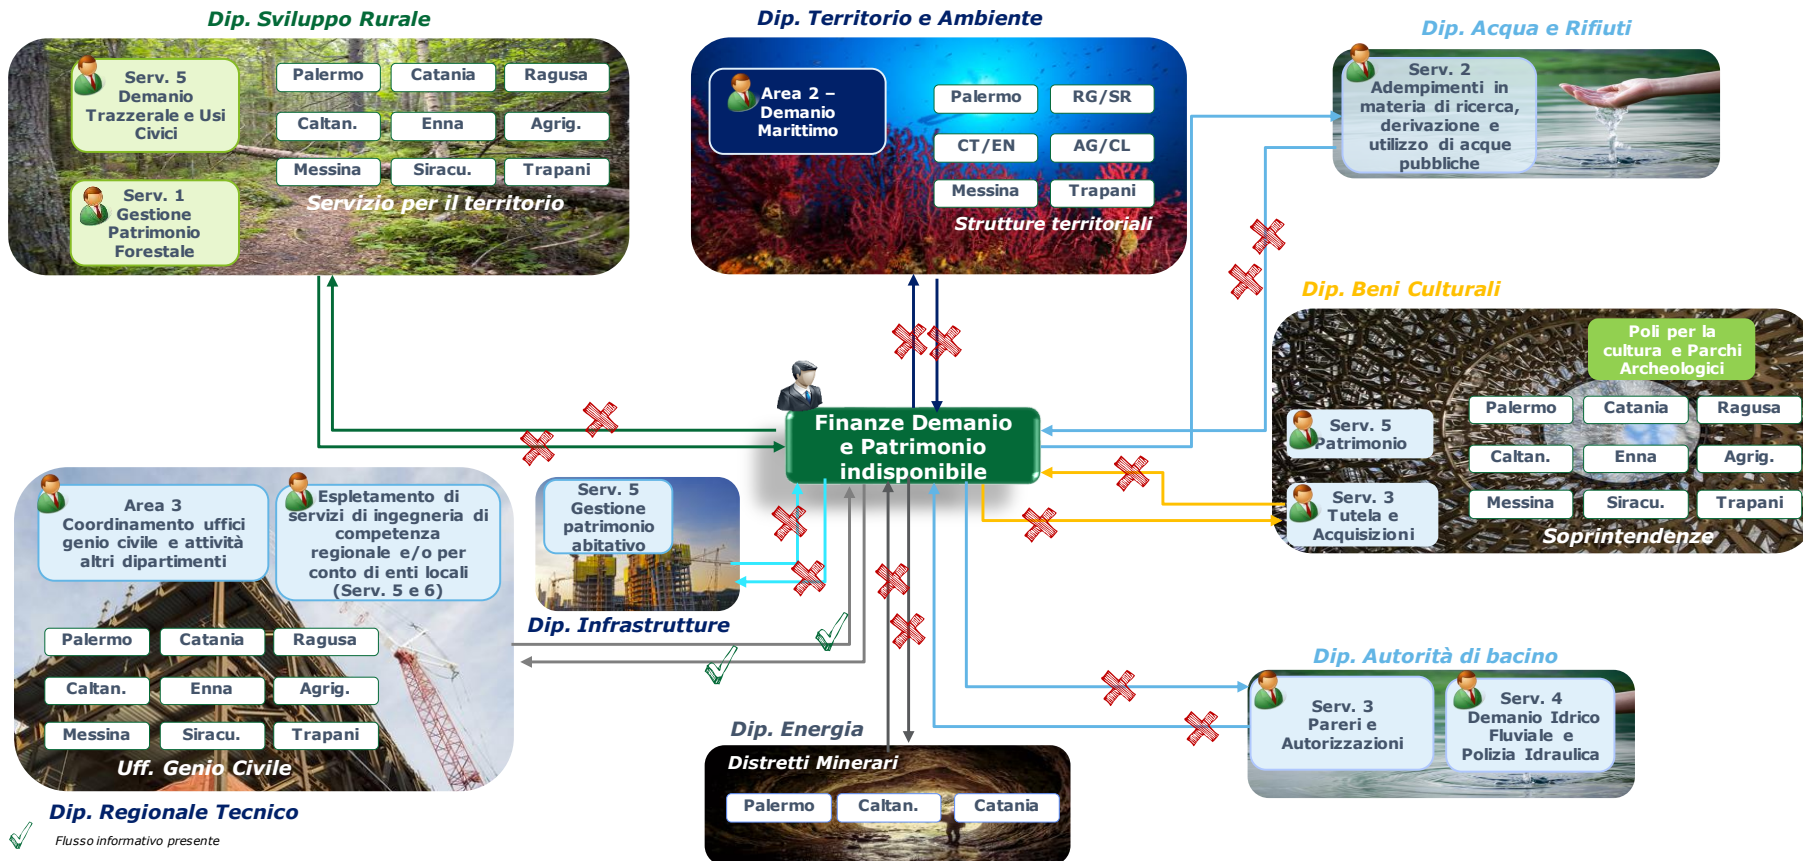 Dip. Sviluppo Rurale
Serv. 5
Demanio
Trazzerale e Usi
Civici
Serv. 1
Gestione
Patrimonio
Forestale
Palermo
Catania
Ragusa
Caltan.
Enna
Agrig.
Messina
Siracu.
Trapani
Servizio per il territorio
Dip. Territorio e Ambiente
Area 2 –
Demanio
Marittimo
Palermo
RG/SR
CT/EN
AG/CL
Messina
Trapani
Strutture territoriali
Dip. Acqua e Rifiuti
Serv. 2
Adempimenti in
materia di ricerca,
derivazione e
utilizzo di acque
pubbliche
Dip. Beni Culturali
Poli per la
cultura e Parchi
Archeologici
Serv. 5
Patrimonio
Serv. 3
Tutela e
Acquisizioni
Palermo
Catania
Ragusa
Caltan.
Enna
Agrig.
Messina
Siracu.
Trapani
Soprintendenze
Finanze Demanio
e Patrimonio
indisponibile
Area 3
Coordinamento uffici
genio civile e attività
altri dipartimenti
Espletamento di
servizi di ingegneria di
competenza
regionale e/o per
conto di enti locali
(Serv. 5 e 6)
Palermo
Catania
Ragusa
Caltan.
Enna
Agrig.
Messina
Siracu.
Trapani
Uff. Genio Civile
Dip. Regionale Tecnico
Flusso informativo presente
Serv. 5
Gestione
patrimonio
abitativo
Dip. Infrastrutture
Dip. Energia
Distretti Minerari
Palermo
Caltan.
Catania
Dip. Autorità di bacino
Serv. 3
Pareri e
Autorizzazioni
Serv. 4
Demanio Idrico
Fluviale e
Polizia Idraulica